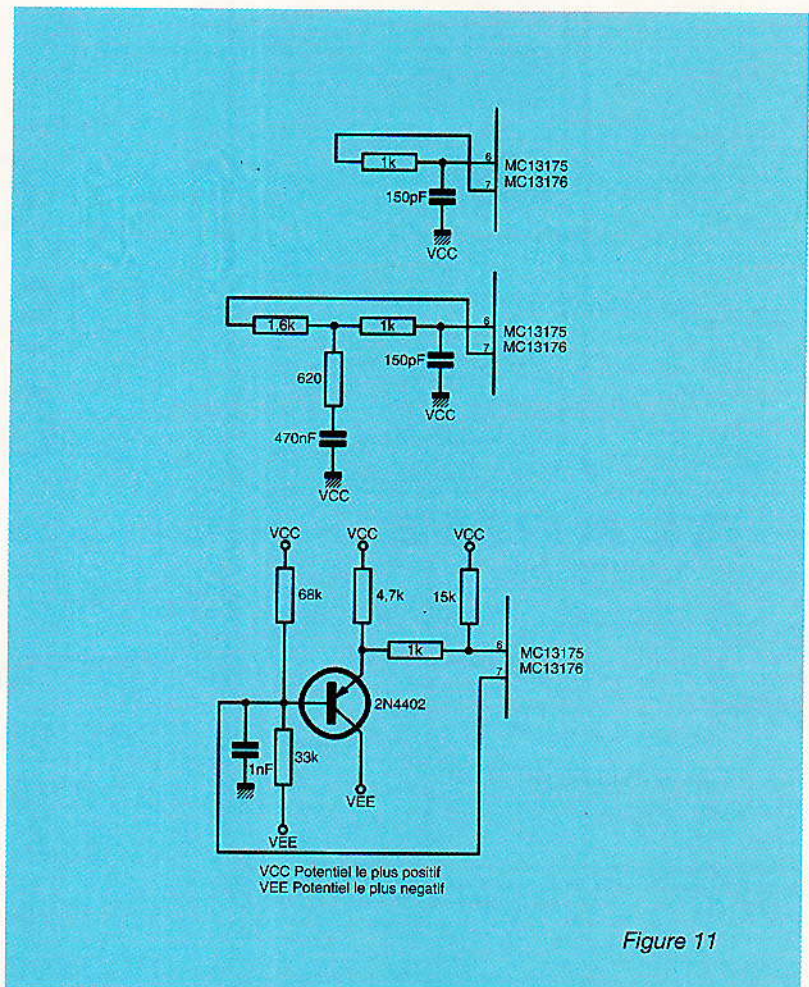 1k
6
MC13175
7
MC13176
150pF
VCC
1,6k
1k
6
MC13175
7
MC13176
150pF
620
VCC
470nF
VCC
VCC
VCC
VCC
68k
4,7k
15k
1k
6
MC13175
7
MC13176
2N4402
1nF
33k
VEE
VEE
VCC Potentiel le plus positif
VEE Potentiel le plus negatif
Figure 11